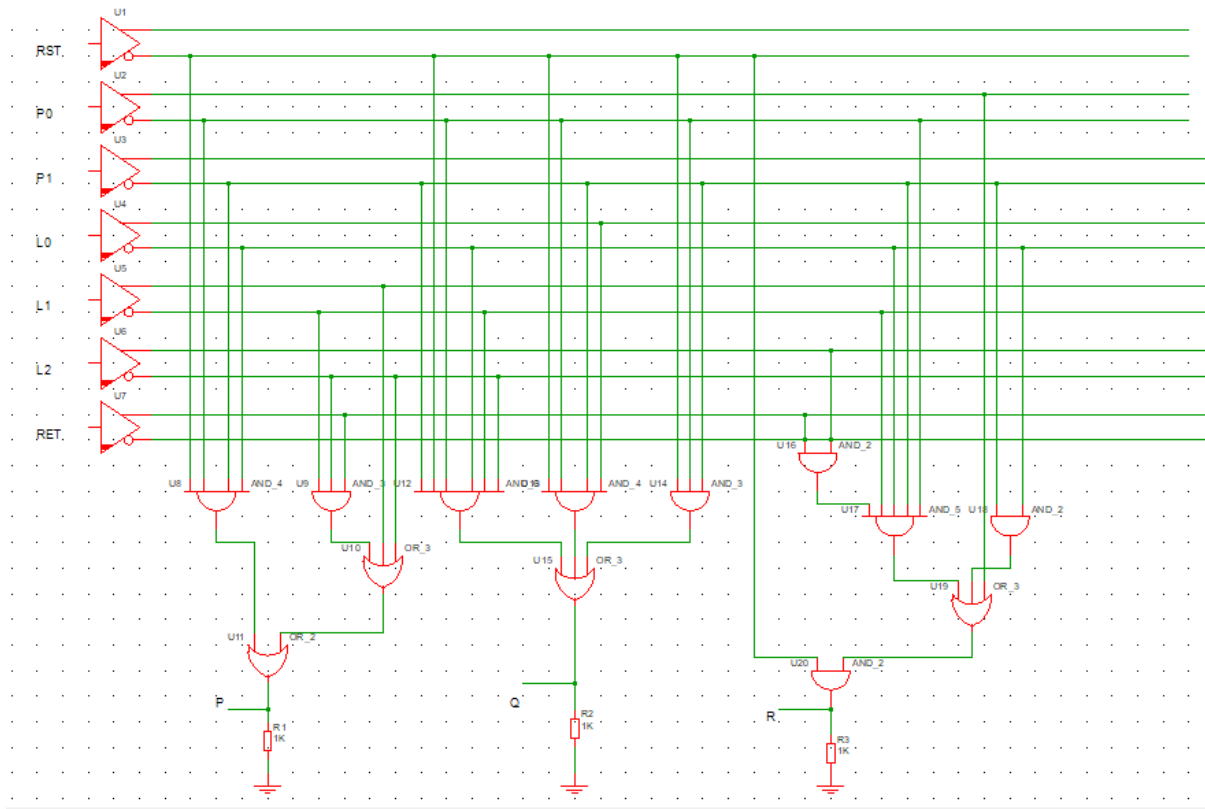 U1
RST
U2
P0
U3
P1
U4
L0
U5
L1
U6
L2
U7
RET
U16 AND_2
U8 AND_4 U9 AND_3 U12 AND_4 U14 AND_3
U17 AND_5 U18 AND_2
U10 OR_3
U15 OR_3
U19 OR_3
U11 OR_2
U20 AND_2
P
Q
R
R1
1K
R2
1K
R3
1K